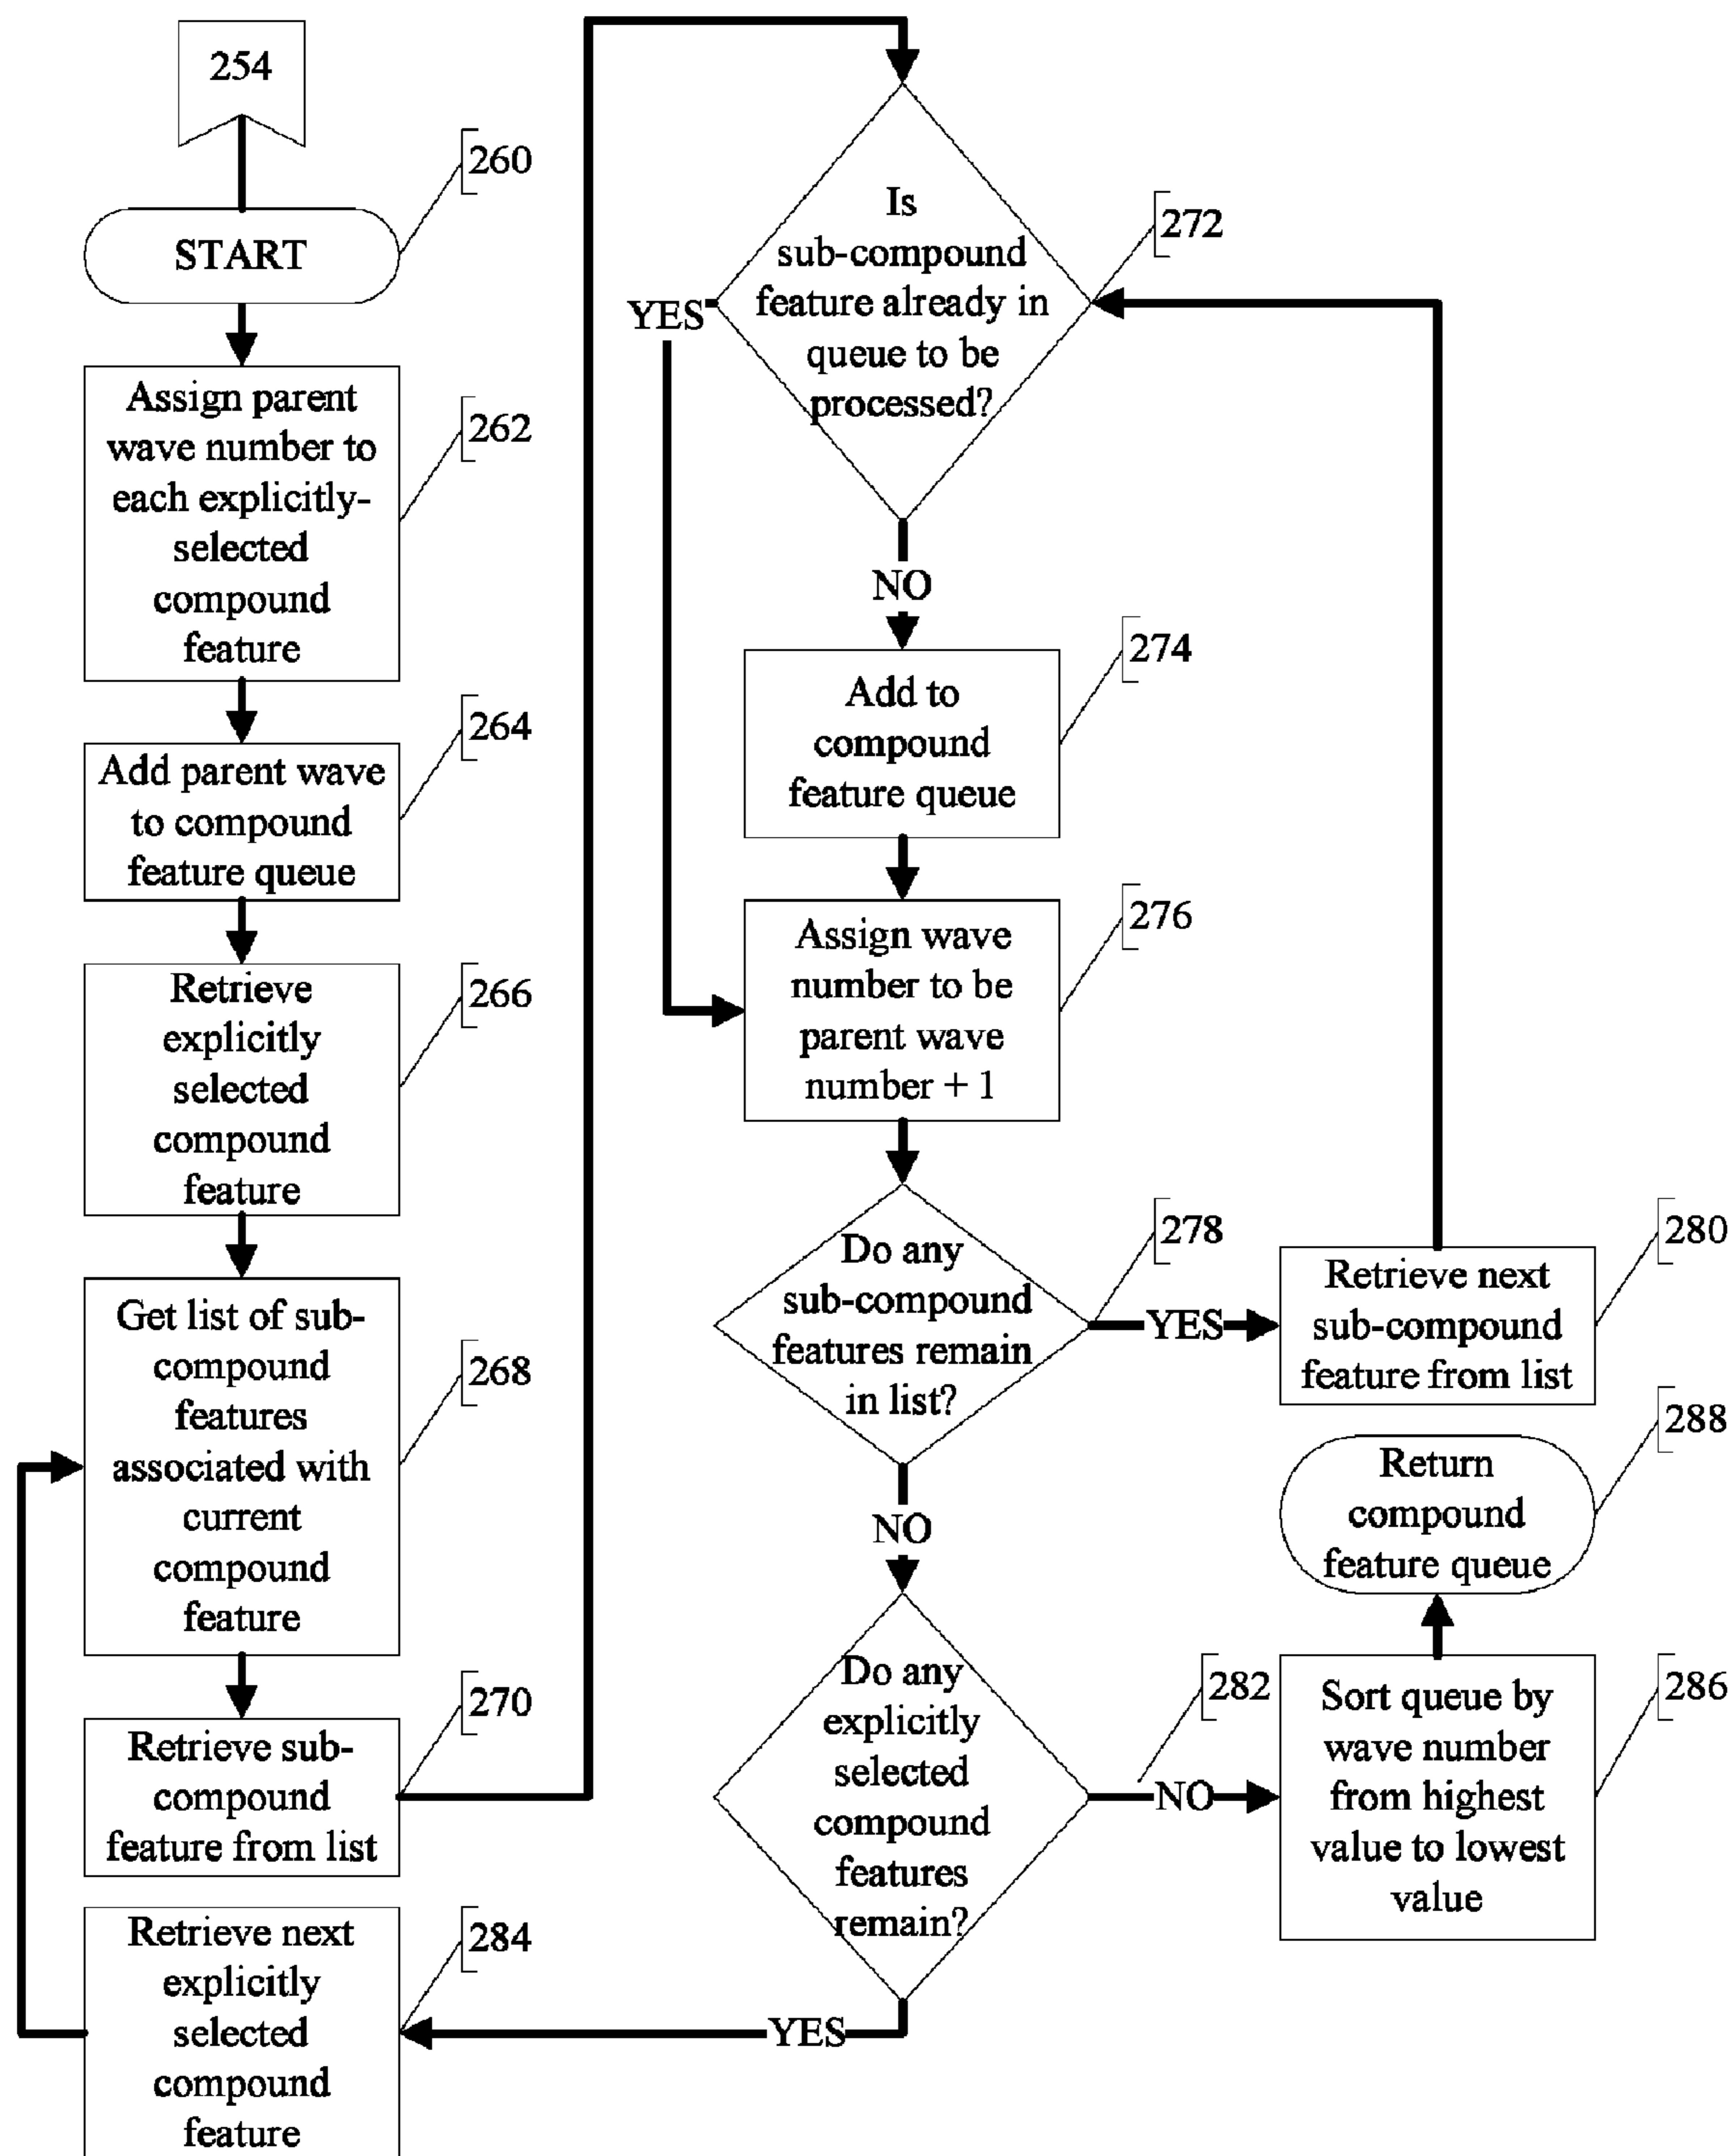 254
260
START
Assign parent
wave number to
each explicitly-
selected
compound
feature
262
Add parent wave
to compound
feature queue
264
Retrieve
explicitly
selected
compound
feature
266
Get list of sub-
compound
features
associated with
current
compound
feature
268
Retrieve sub-
compound
feature from list
270
Retrieve next
explicitly
selected
compound
feature
284
Is
sub-compound
feature already in
queue to be
processed?
272
YES
NO
Add to
compound
feature queue
274
Assign wave
number to be
parent wave
number + 1
276
Do any
sub-compound
features remain
in list?
278
YES
Retrieve next
sub-compound
feature from list
280
NO
Do any
explicitly
selected
compound
features
remain?
282
NO
YES
Sort queue by
wave number
from highest
value to lowest
value
286
Return
compound
feature queue
288